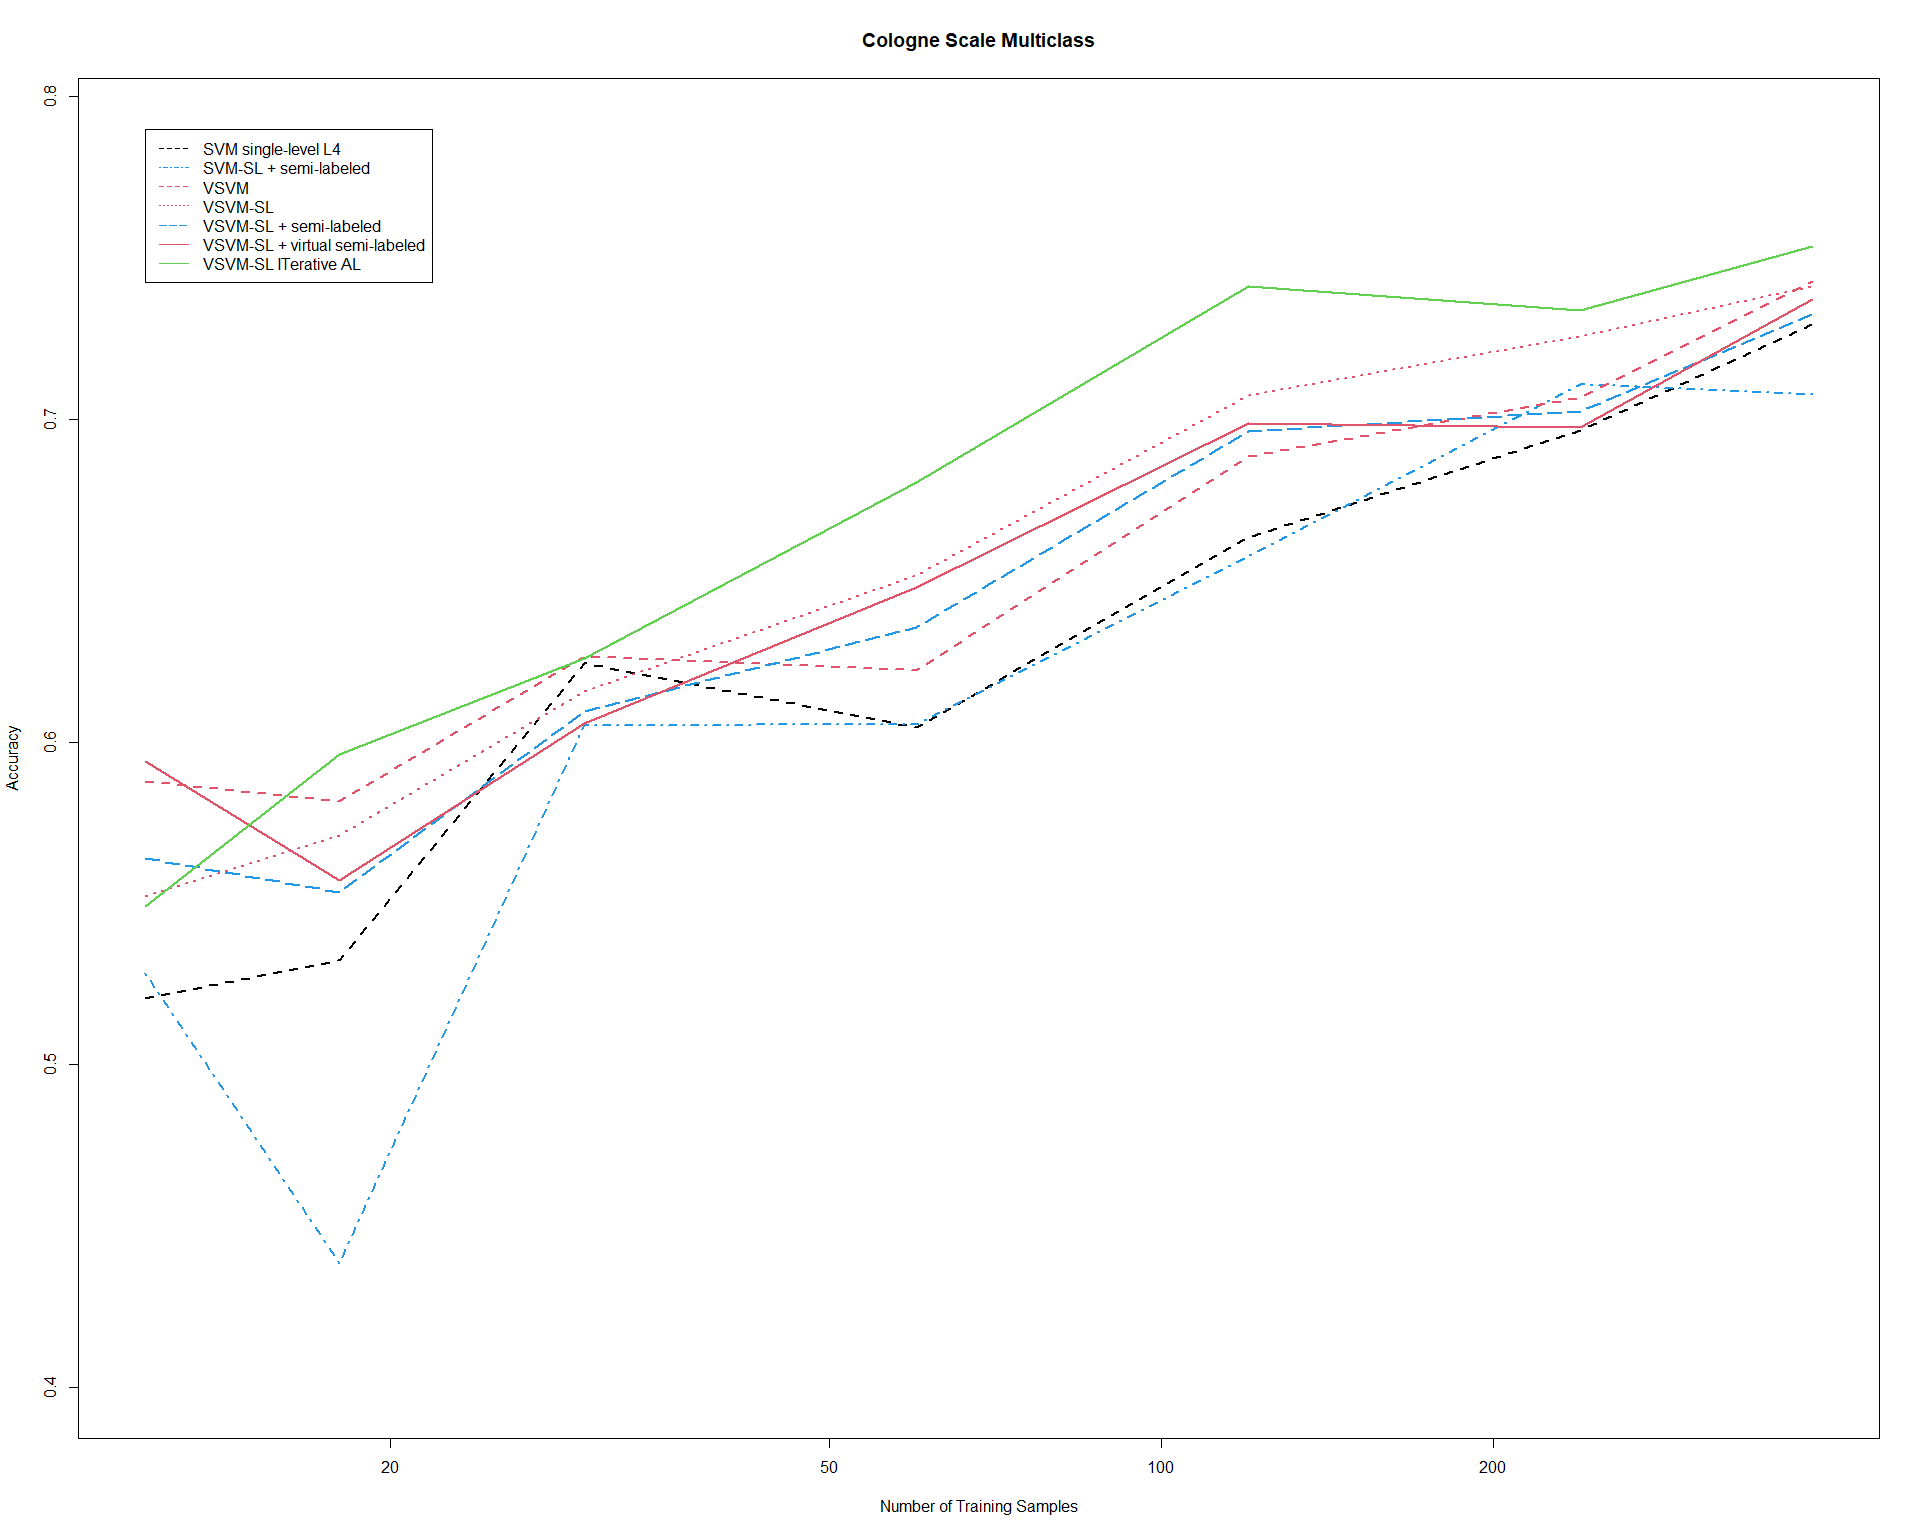 Cologne Scale Multiclass
0.8
SVM single-level L4
SVM-SL + semi-labeled
VSVM
VSVM-SL
VSVM-SL + semi-labeled
VSVM-SL + virtual semi-labeled
VSVM-SL ITerative AL
0.7
0.6
Accuracy
0.5
0.4
20 50 100 200
Number of Training Samples